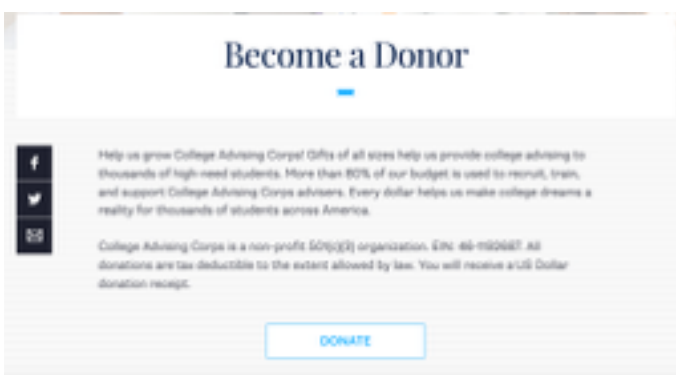 Become a Donor
Help us grow College Advising Corps! Gifts of all sizes help us provide college advising to
thousands of high-need students. More than 80% of our budget is used to recruit, train,
and support College Advising Corps advisers. Every dollar helps us make college dreams a
reality for thousands of students across America.
College Advising Corps is a non-profit 501(c)(3) organization. EIN: All
donations are tax deductible to the extent allowed by law. You will receive a US Dollar
donation receipt.
DONATE